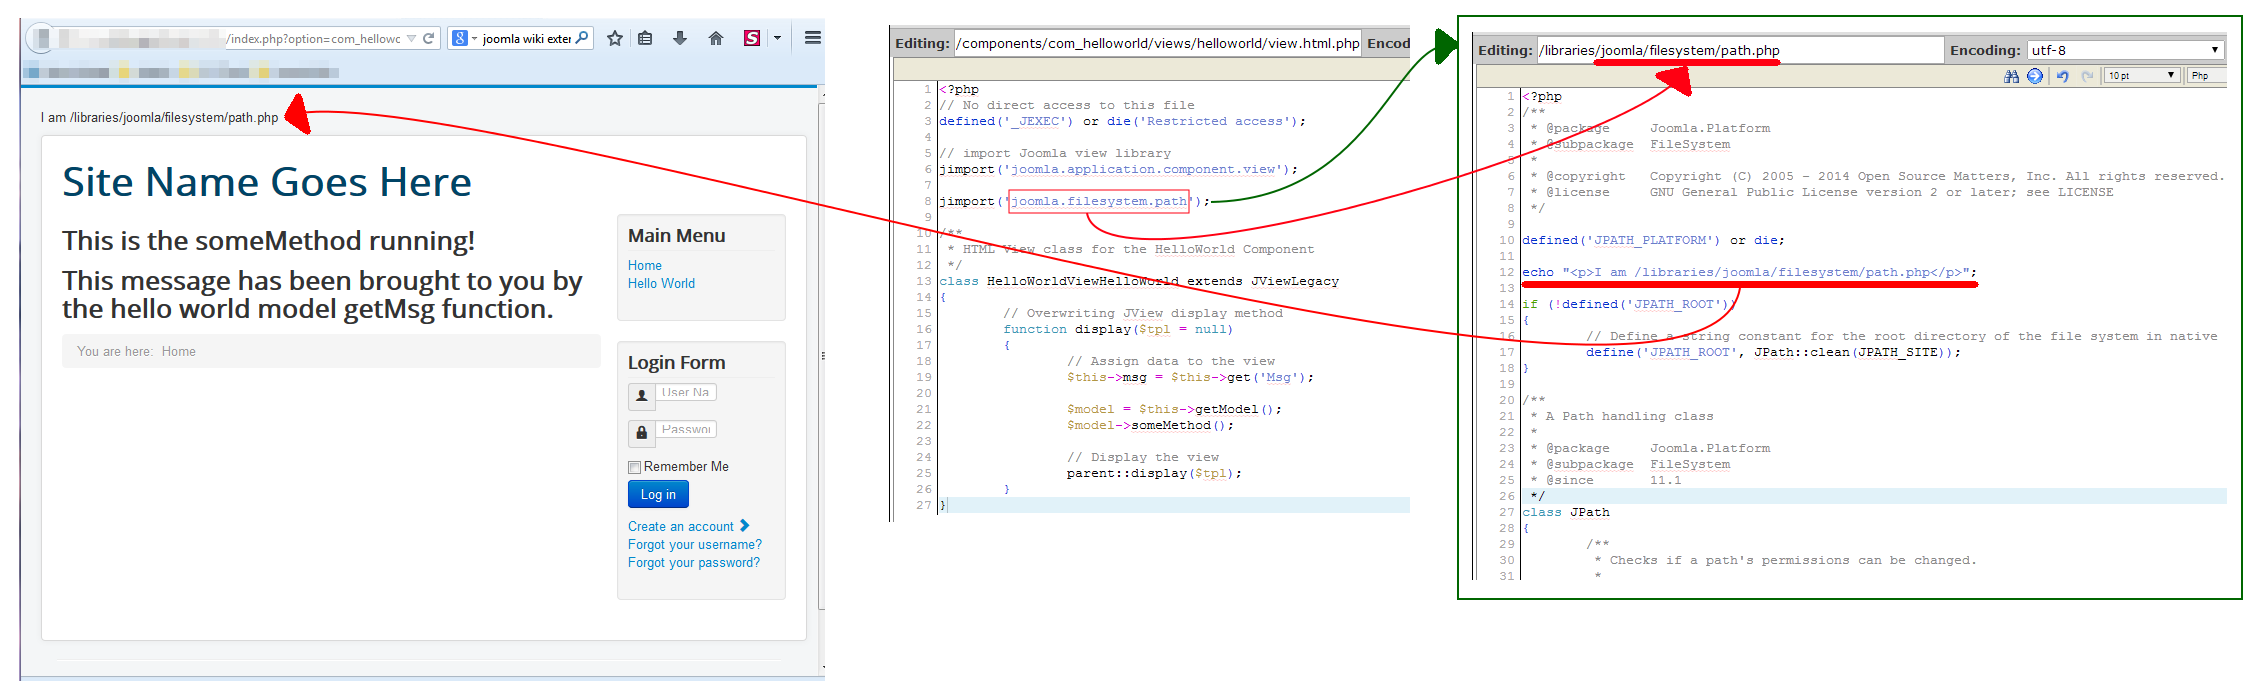 /index.php?option=com_hellowc
joomla wiki exter
I am /libraries/joomla/filesystem/path.php
Site Name Goes Here
This is the someMethod running!
This message has been brought to you by
the hello world model getMsg function.
You are here: Home
Main Menu
Home
Hello World
Login Form
User Na
Passwor
Remember Me
Log in
Create an account
Forgot your username?
Forgot your password?
Editing: /components/com_helloworld/views/helloworld/view.html.php Encod
1 <?php
2 // No direct access to this file
3 defined('_JEXEC') or die('Restricted access');
4
5 // import Joomla view library
6 jimport('joomla.application.component.view');
7
8 jimport('joomla.filesystem.path');
9
10 /**
11 * HTML View class for the HelloWorld Component
12 */
13 class HelloWorldViewHelloWorld extends JViewLegacy
14 {
15 // Overwriting JView display method
16 function display($tpl = null)
17 {
18 // Assign data to the view
19 $this->msg = $this->get('Msg');
20
21 $model = $this->getModel();
22 $model->someMethod();
23
24 // Display the view
25 parent::display($tpl);
26 }
27 }
Editing: /libraries/joomla/filesystem/path.php Encoding: utf-8
10 pt Php
1 <?php
2 /**
3 * @package Joomla.Platform
4 * @subpackage FileSystem
5 *
6 * @copyright Copyright (C) 2005 - 2014 Open Source Matters, Inc. All rights reserved.
7 * @license GNU General Public License version 2 or later; see LICENSE
8 */
9
10 defined('JPATH_PLATFORM') or die;
11
12 echo "<p>I am /libraries/joomla/filesystem/path.php</p>";
13
14 if (!defined('JPATH_ROOT'))
15 {
16 // Define a string constant for the root directory of the file system in native
17 define('JPATH_ROOT', JPath::clean(JPATH_SITE));
18 }
19
20 /**
21 * A Path handling class
22 *
23 * @package Joomla.Platform
24 * @subpackage FileSystem
25 * @since 11.1
26 */
27 class JPath
28 {
29 /**
30 * Checks if a path's permissions can be changed.
31 *